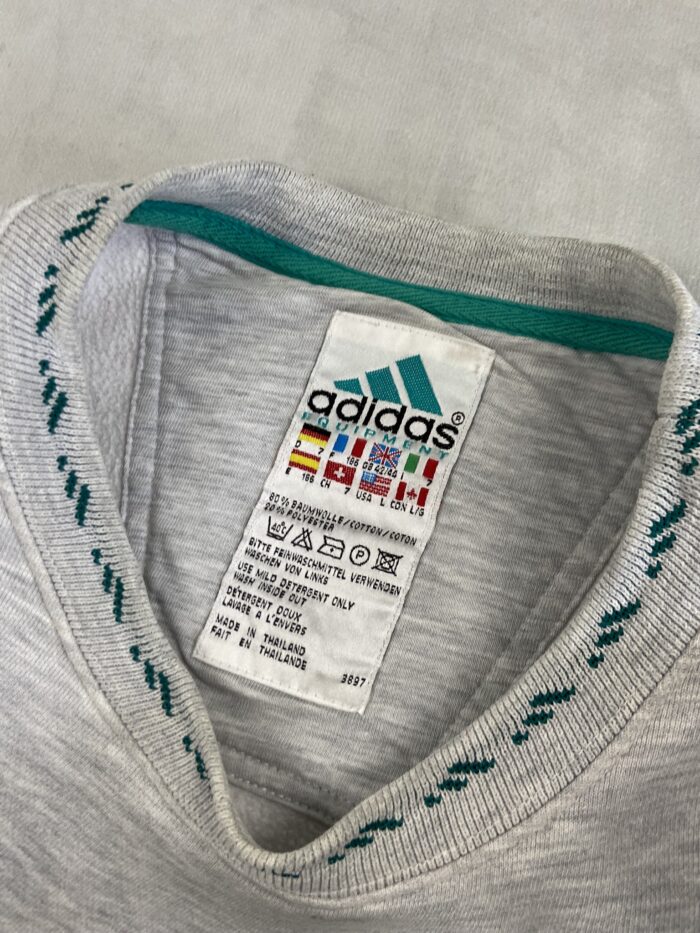 adidas®
EQUIPMENT
D 7 F 186 GB 42/44 I 7
E 186 CH 7 USA L CDN L/G
80% BAUMWOLLE/COTTON/COTON
20% POLYESTER
40°C P
BITTE FEINWASCHMITTEL VERWENDEN
WASCHEN VON LINKS
USE MILD DETERGENT ONLY
WASH INSIDE OUT
DETERGENT DOUX
LAVAGE A L'ENVERS
MADE IN THAILAND
FAIT EN THAILANDE
3897